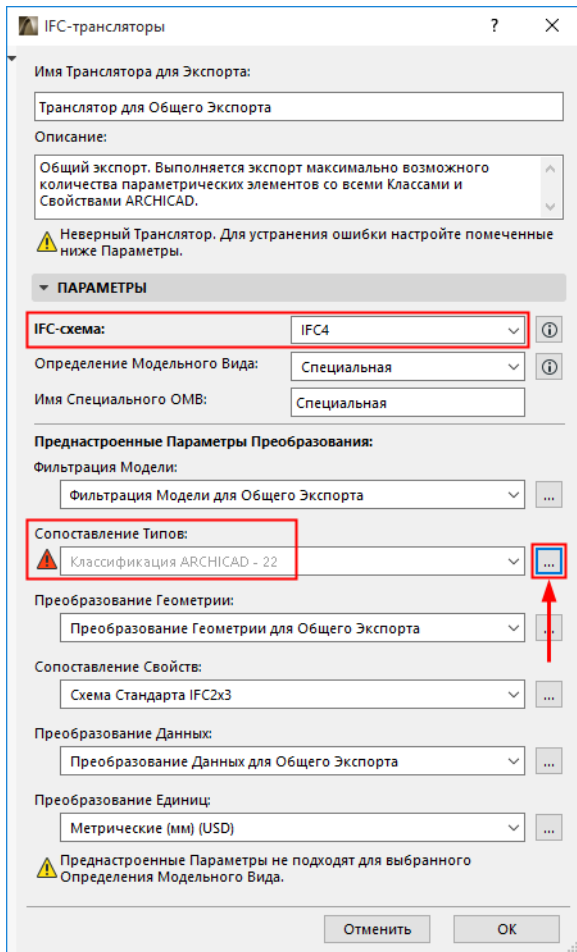 IFC-трансляторы
?
Имя Транслятора для Экспорта:
Транслятор для Общего Экспорта
Описание:
Общий экспорт. Выполняется экспорт максимально возможного
количества параметрических элементов со всеми Классами и
Свойствами ARCHICAD.
Неверный Транслятор. Для устранения ошибки настройте помеченные
ниже Параметры.
ПАРАМЕТРЫ
IFC-схема: IFC4
Определение Модельного Вида: Специальная
Имя Специального ОМВ: Специальная
Преднастроенные Параметры Преобразования:
Фильтрация Модели:
Фильтрация Модели для Общего Экспорта ...
Сопоставление Типов:
Классификация ARCHICAD - 22 ...
Преобразование Геометрии:
Преобразование Геометрии для Общего Экспорта ...
Сопоставление Свойств:
Схема Стандарта IFC2x3 ...
Преобразование Данных:
Преобразование Данных для Общего Экспорта ...
Преобразование Единиц:
Метрические (мм) (USD) ...
Преднастроенные Параметры не подходят для выбранного
Определения Модельного Вида.
Отменить OK